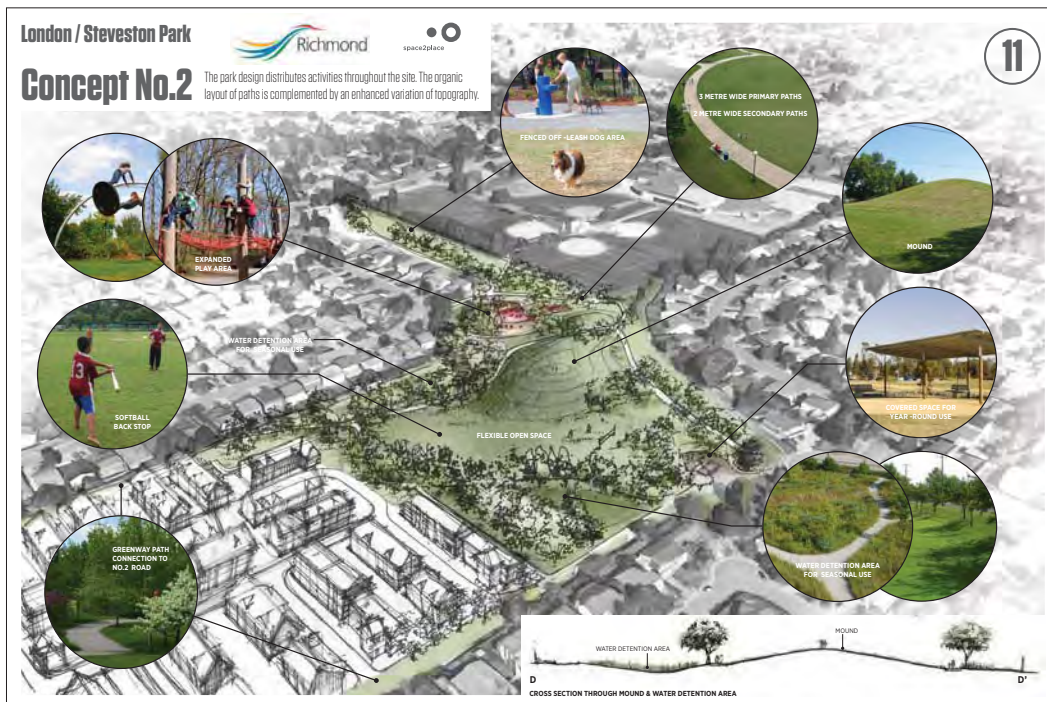 London / Steveston Park
Richmond
space2place
11
Concept No.2
The park design distributes activities throughout the site. The organic
layout of paths is complemented by an enhanced variation of topography.
FENCED OFF -LEASH DOG AREA
3 METRE WIDE PRIMARY PATHS
2 METRE WIDE SECONDARY PATHS
MOUND
EXPANDED
PLAY AREA
WATER DETENTION AREA
FOR SEASONAL USE
3
SOFTBALL
BACK STOP
COVERED SPACE FOR
YEAR -ROUND USE
FLEXIBLE OPEN SPACE
GREENWAY PATH
CONNECTION TO
NO.2 ROAD
WATER DETENTION AREA
FOR SEASONAL USE
WATER DETENTION AREA
MOUND
D
D'
CROSS SECTION THROUGH MOUND & WATER DETENTION AREA